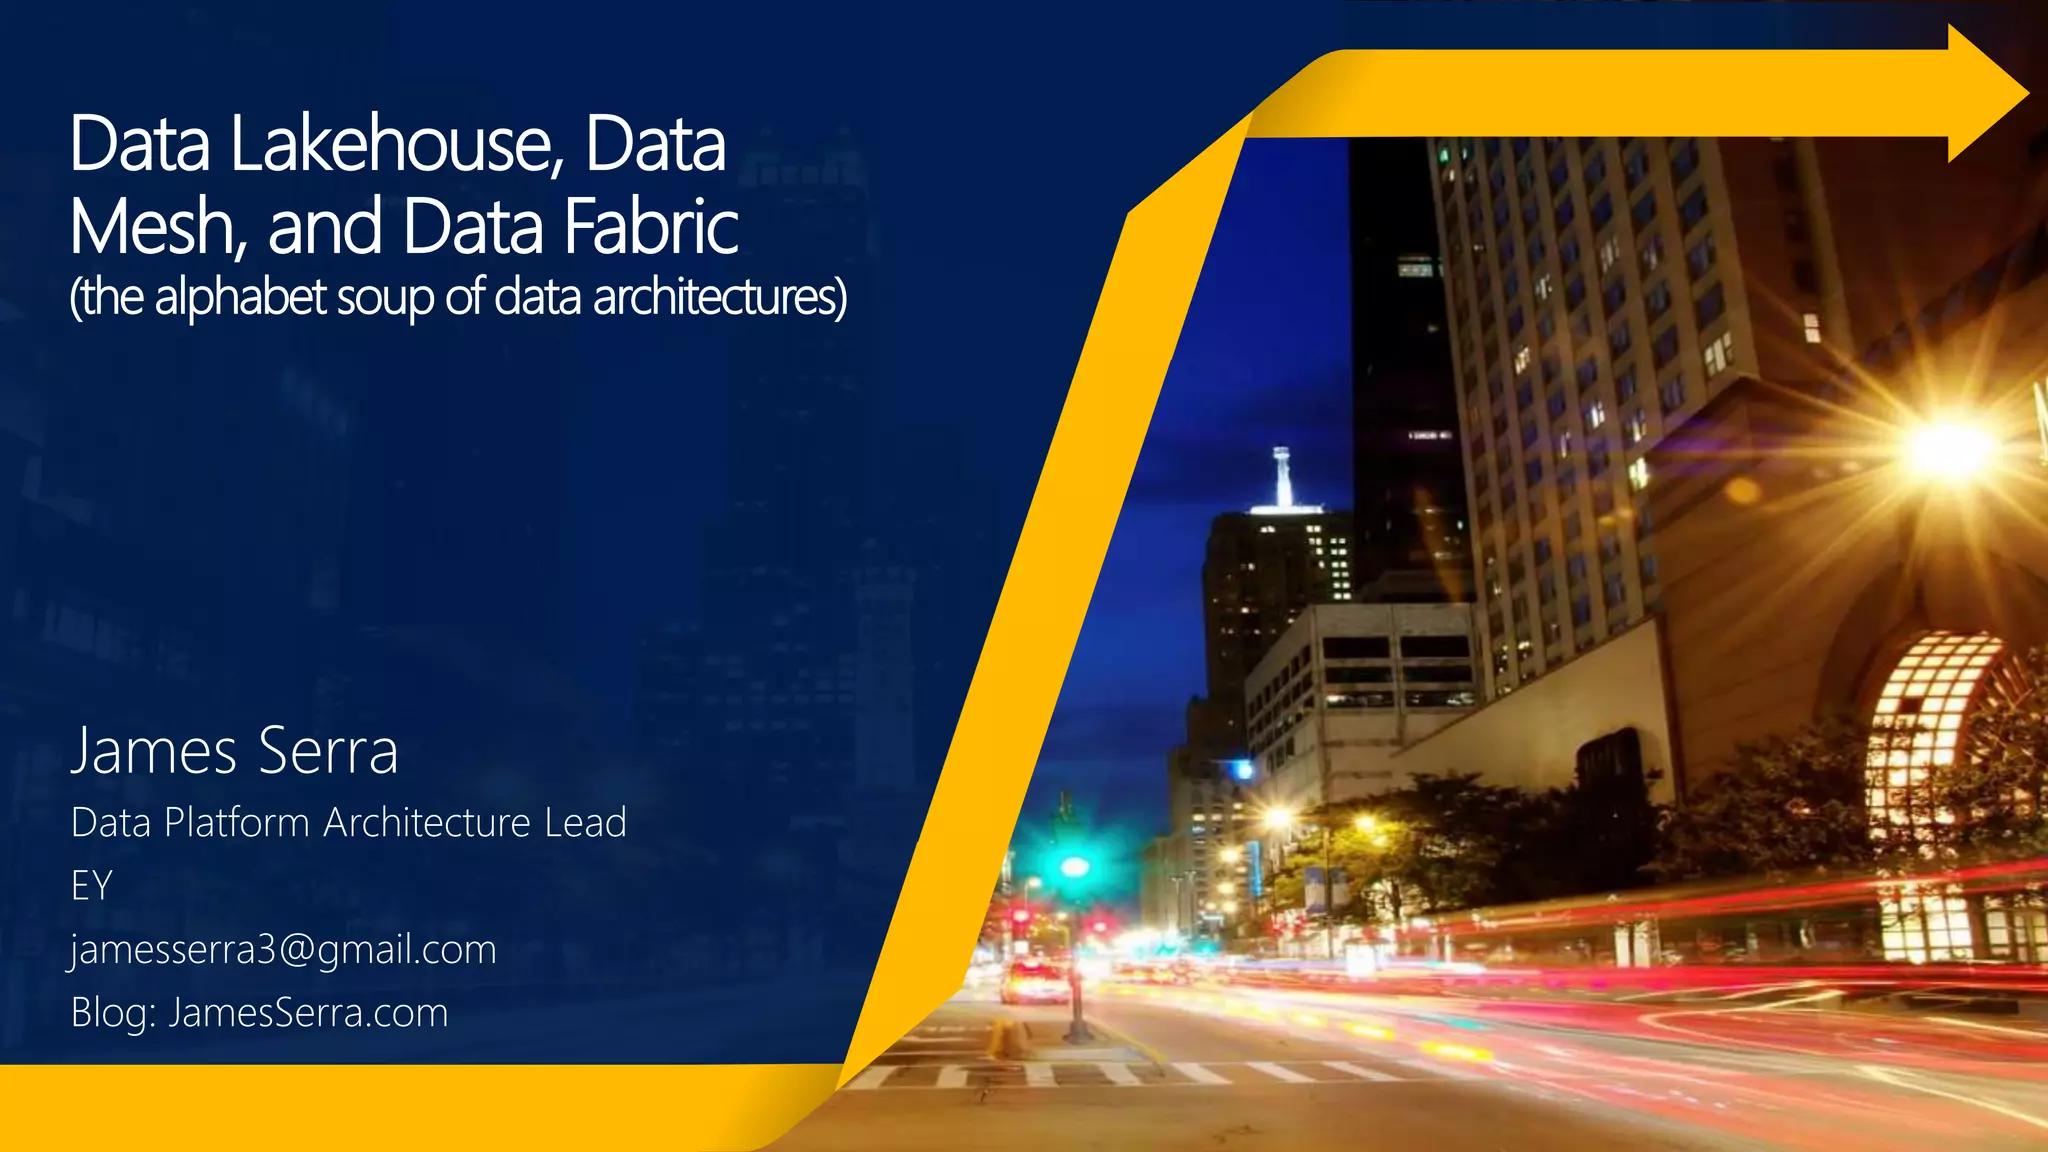 Data Lakehouse, Data
Mesh, and Data Fabric
(the alphabet soup of data architectures)
James Serra
Data Platform Architecture Lead
EY
jamesserra3@gmail.com
Blog: JamesSerra.com